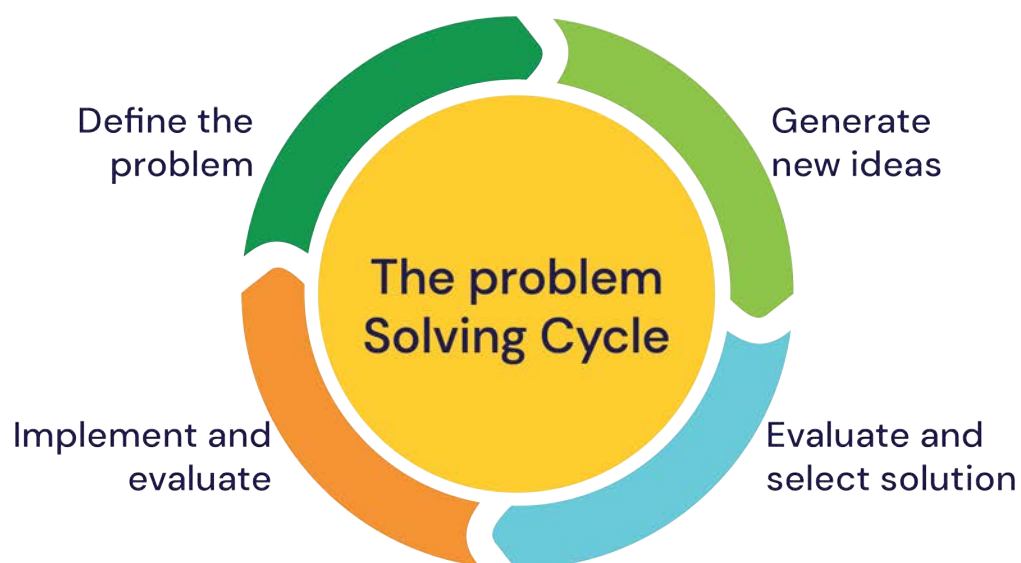 Define the
problem
Generate
new ideas
The problem
Solving Cycle
Implement and
evaluate
Evaluate and
select solution